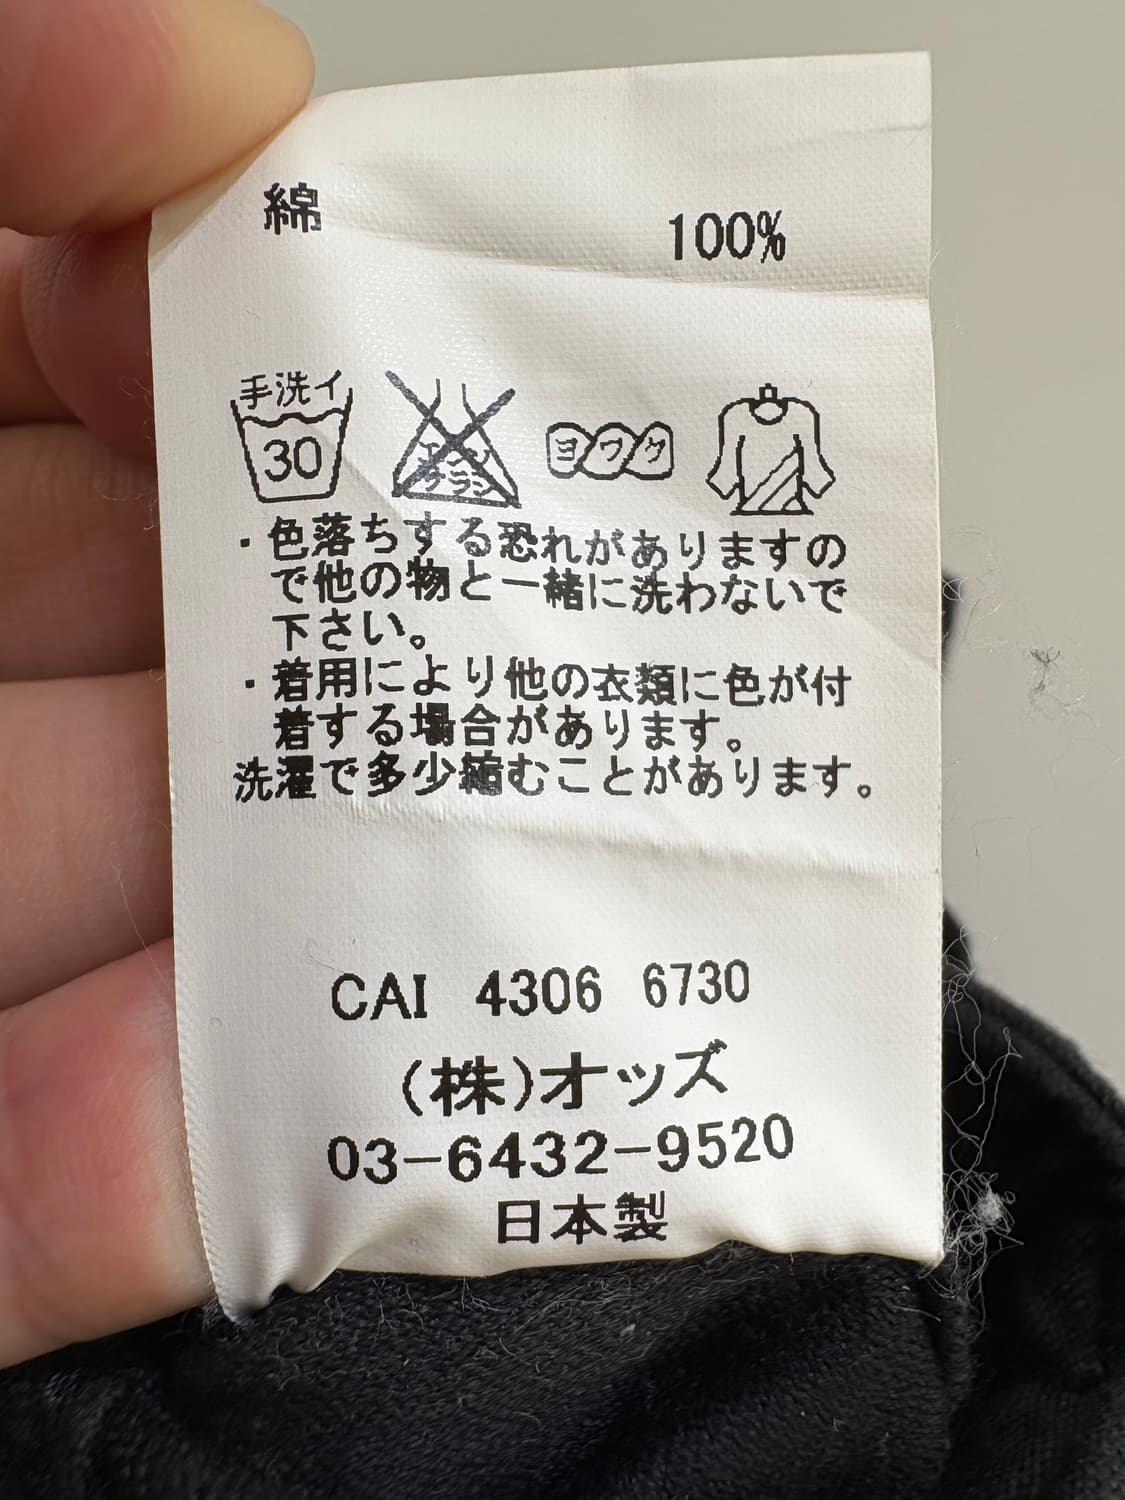 綿 100%
手洗イ
30
エンソ
サラシ
ヨワク
・色落ちする恐れがありますの
で他の物と一緒に洗わないで
下さい。
・着用により他の衣類に色が付
着する場合があります。
洗濯で多少縮むことがあります。
CAI 4306 6730
(株)オッズ
03-6432-9520
日本製